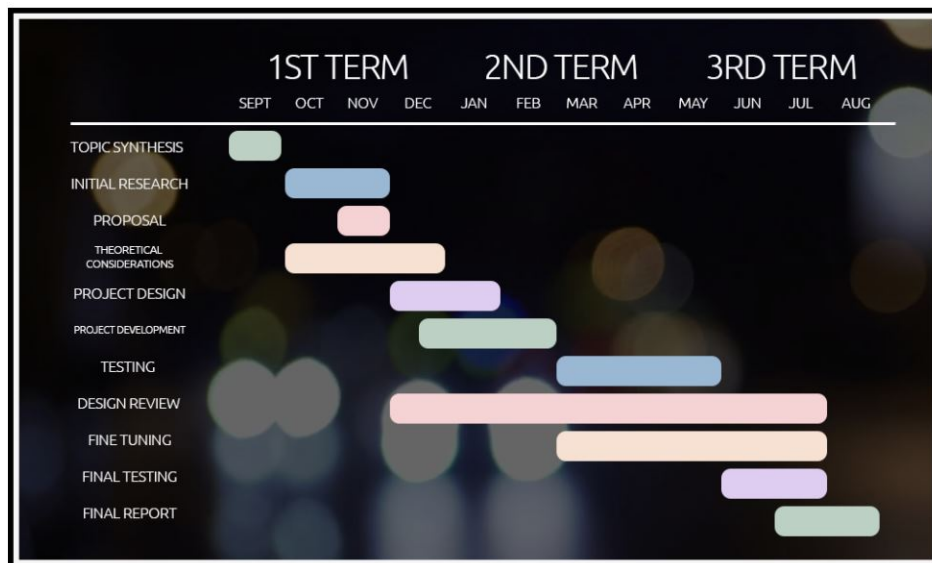 1ST TERM 2ND TERM 3RD TERM
SEPT OCT NOV DEC JAN FEB MAR APR MAY JUN JUL AUG
TOPIC SYNTHESIS
INITIAL RESEARCH
PROPOSAL
THEORETICAL
CONSIDERATIONS
PROJECT DESIGN
PROJECT DEVELOPMENT
TESTING
DESIGN REVIEW
FINE TUNING
FINAL TESTING
FINAL REPORT